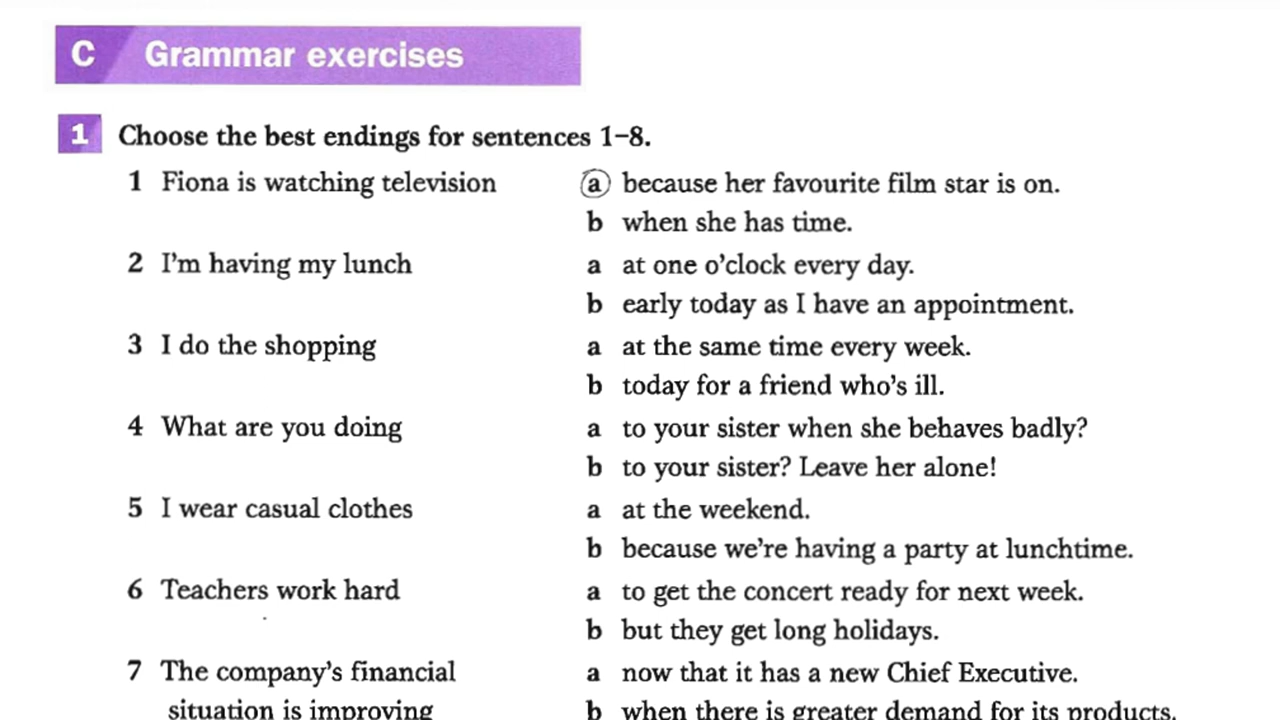 C Grammar exercises
1 Choose the best endings for sentences 1–8.
1 Fiona is watching television a because her favourite film star is on.
b when she has time.
2 I'm having my lunch a at one o'clock every day.
b early today as I have an appointment.
3 I do the shopping a at the same time every week.
b today for a friend who's ill.
4 What are you doing a to your sister when she behaves badly?
b to your sister? Leave her alone!
5 I wear casual clothes a at the weekend.
b because we're having a party at lunchtime.
6 Teachers work hard a to get the concert ready for next week.
b but they get long holidays.
7 The company's financial a now that it has a new Chief Executive.
situation is improving b when there is greater demand for its products.